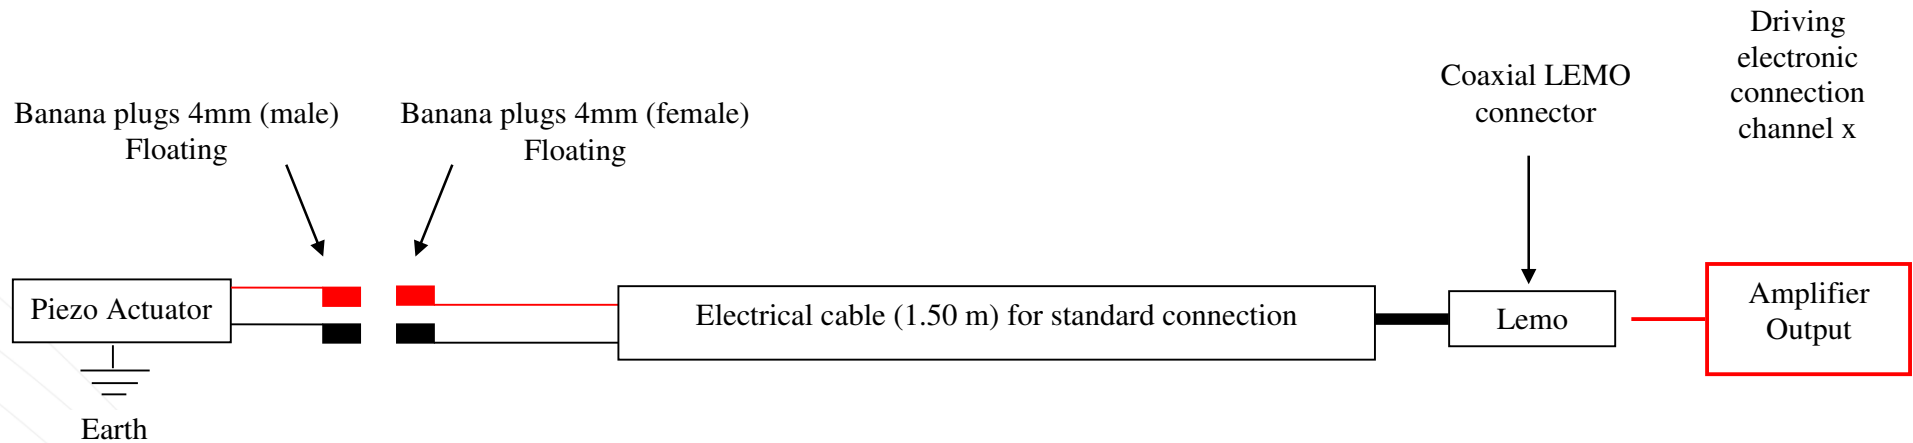 Banana plugs 4mm (male)
Floating
Banana plugs 4mm (female)
Floating
Coaxial LEMO
connector
Driving
electronic
connection
channel x
Piezo Actuator
Earth
Electrical cable (1.50 m) for standard connection
Lemo
Amplifier
Output